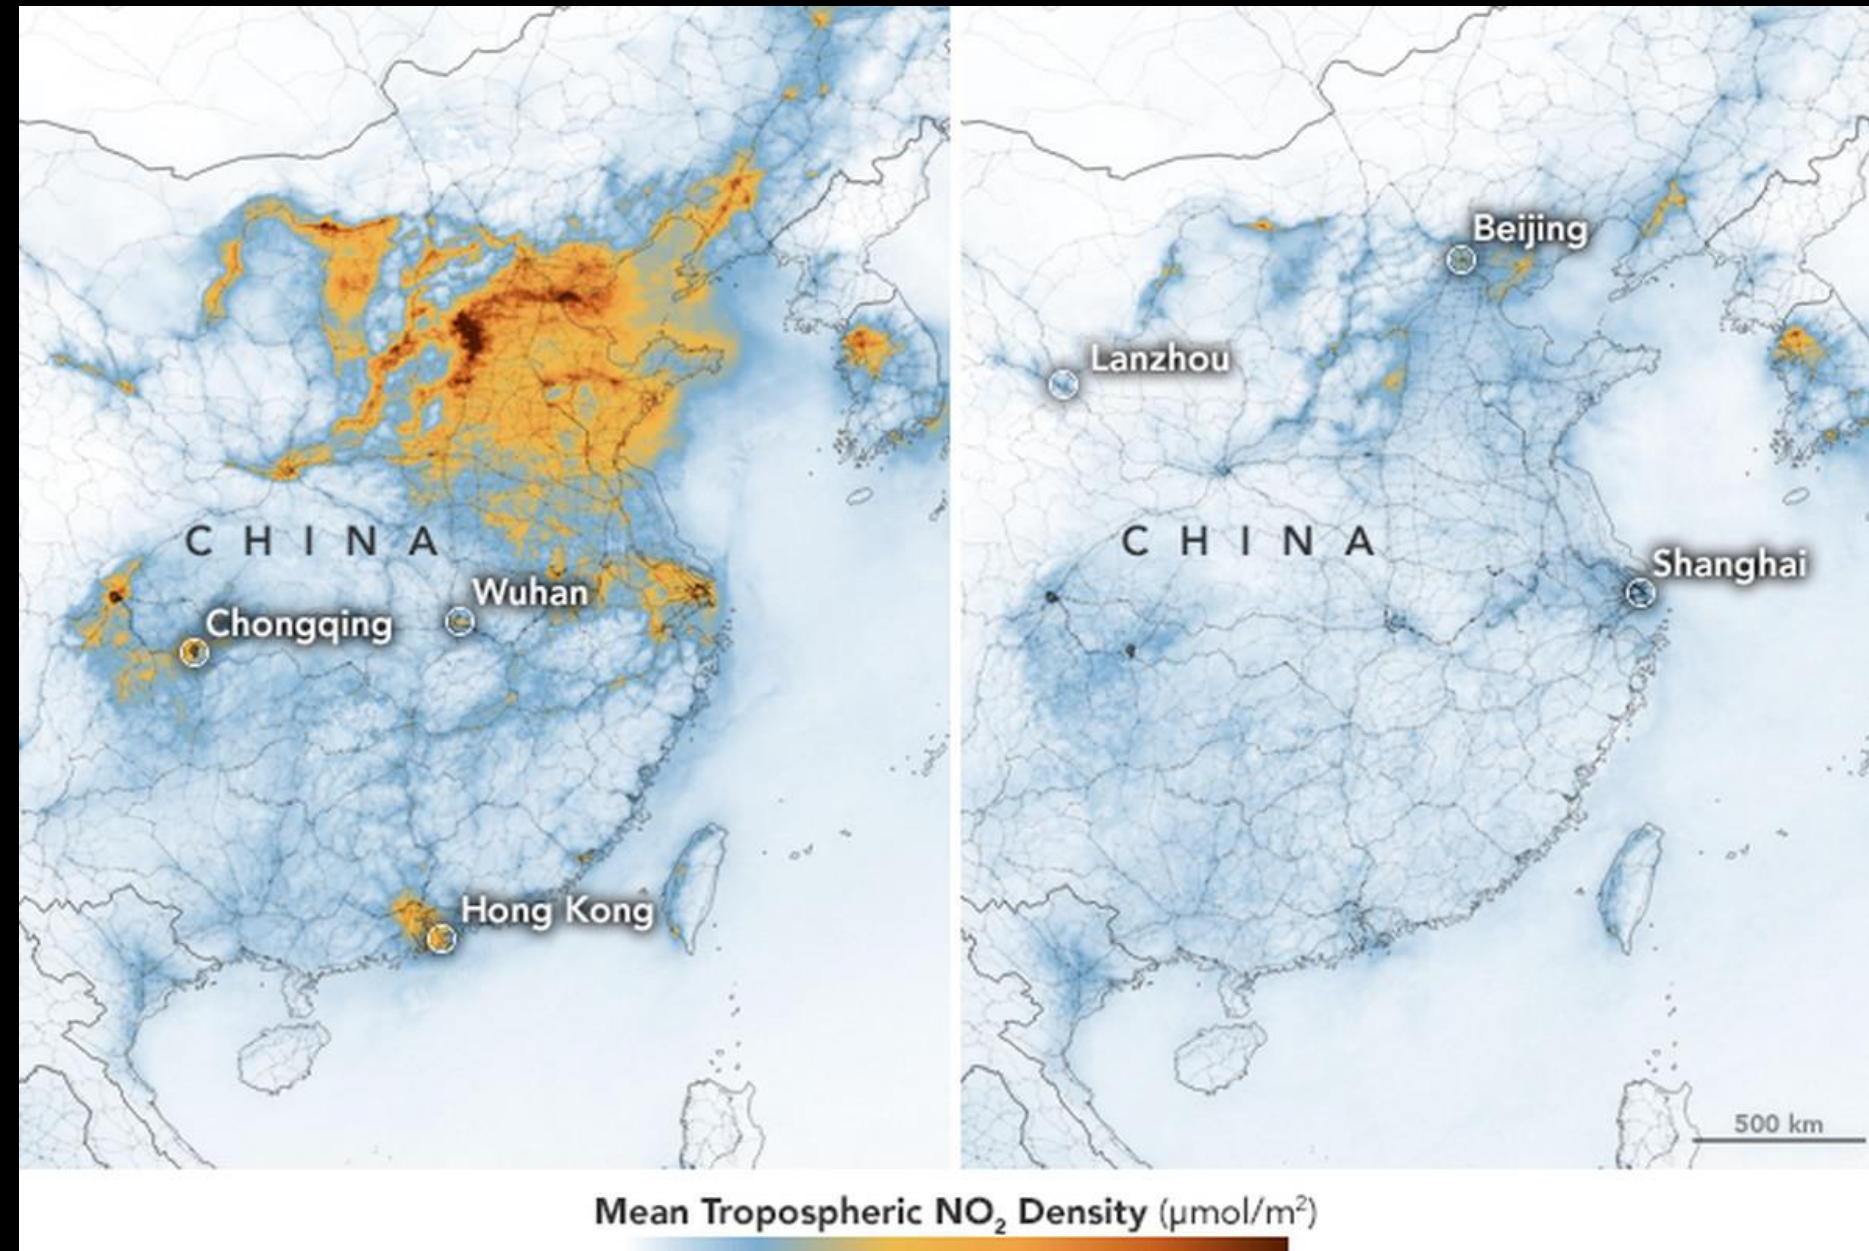 CHINA
Wuhan
Chongqing
Hong Kong
Beijing
Lanzhou
CHINA
Shanghai
500 km
Mean Tropospheric NO₂ Density (µmol/m²)